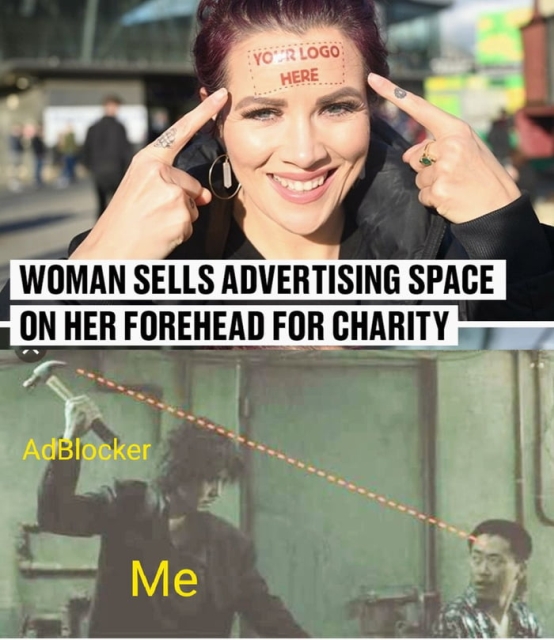 YOUR LOGO
HERE
WOMAN SELLS ADVERTISING SPACE
ON HER FOREHEAD FOR CHARITY
AdBlocker
Me